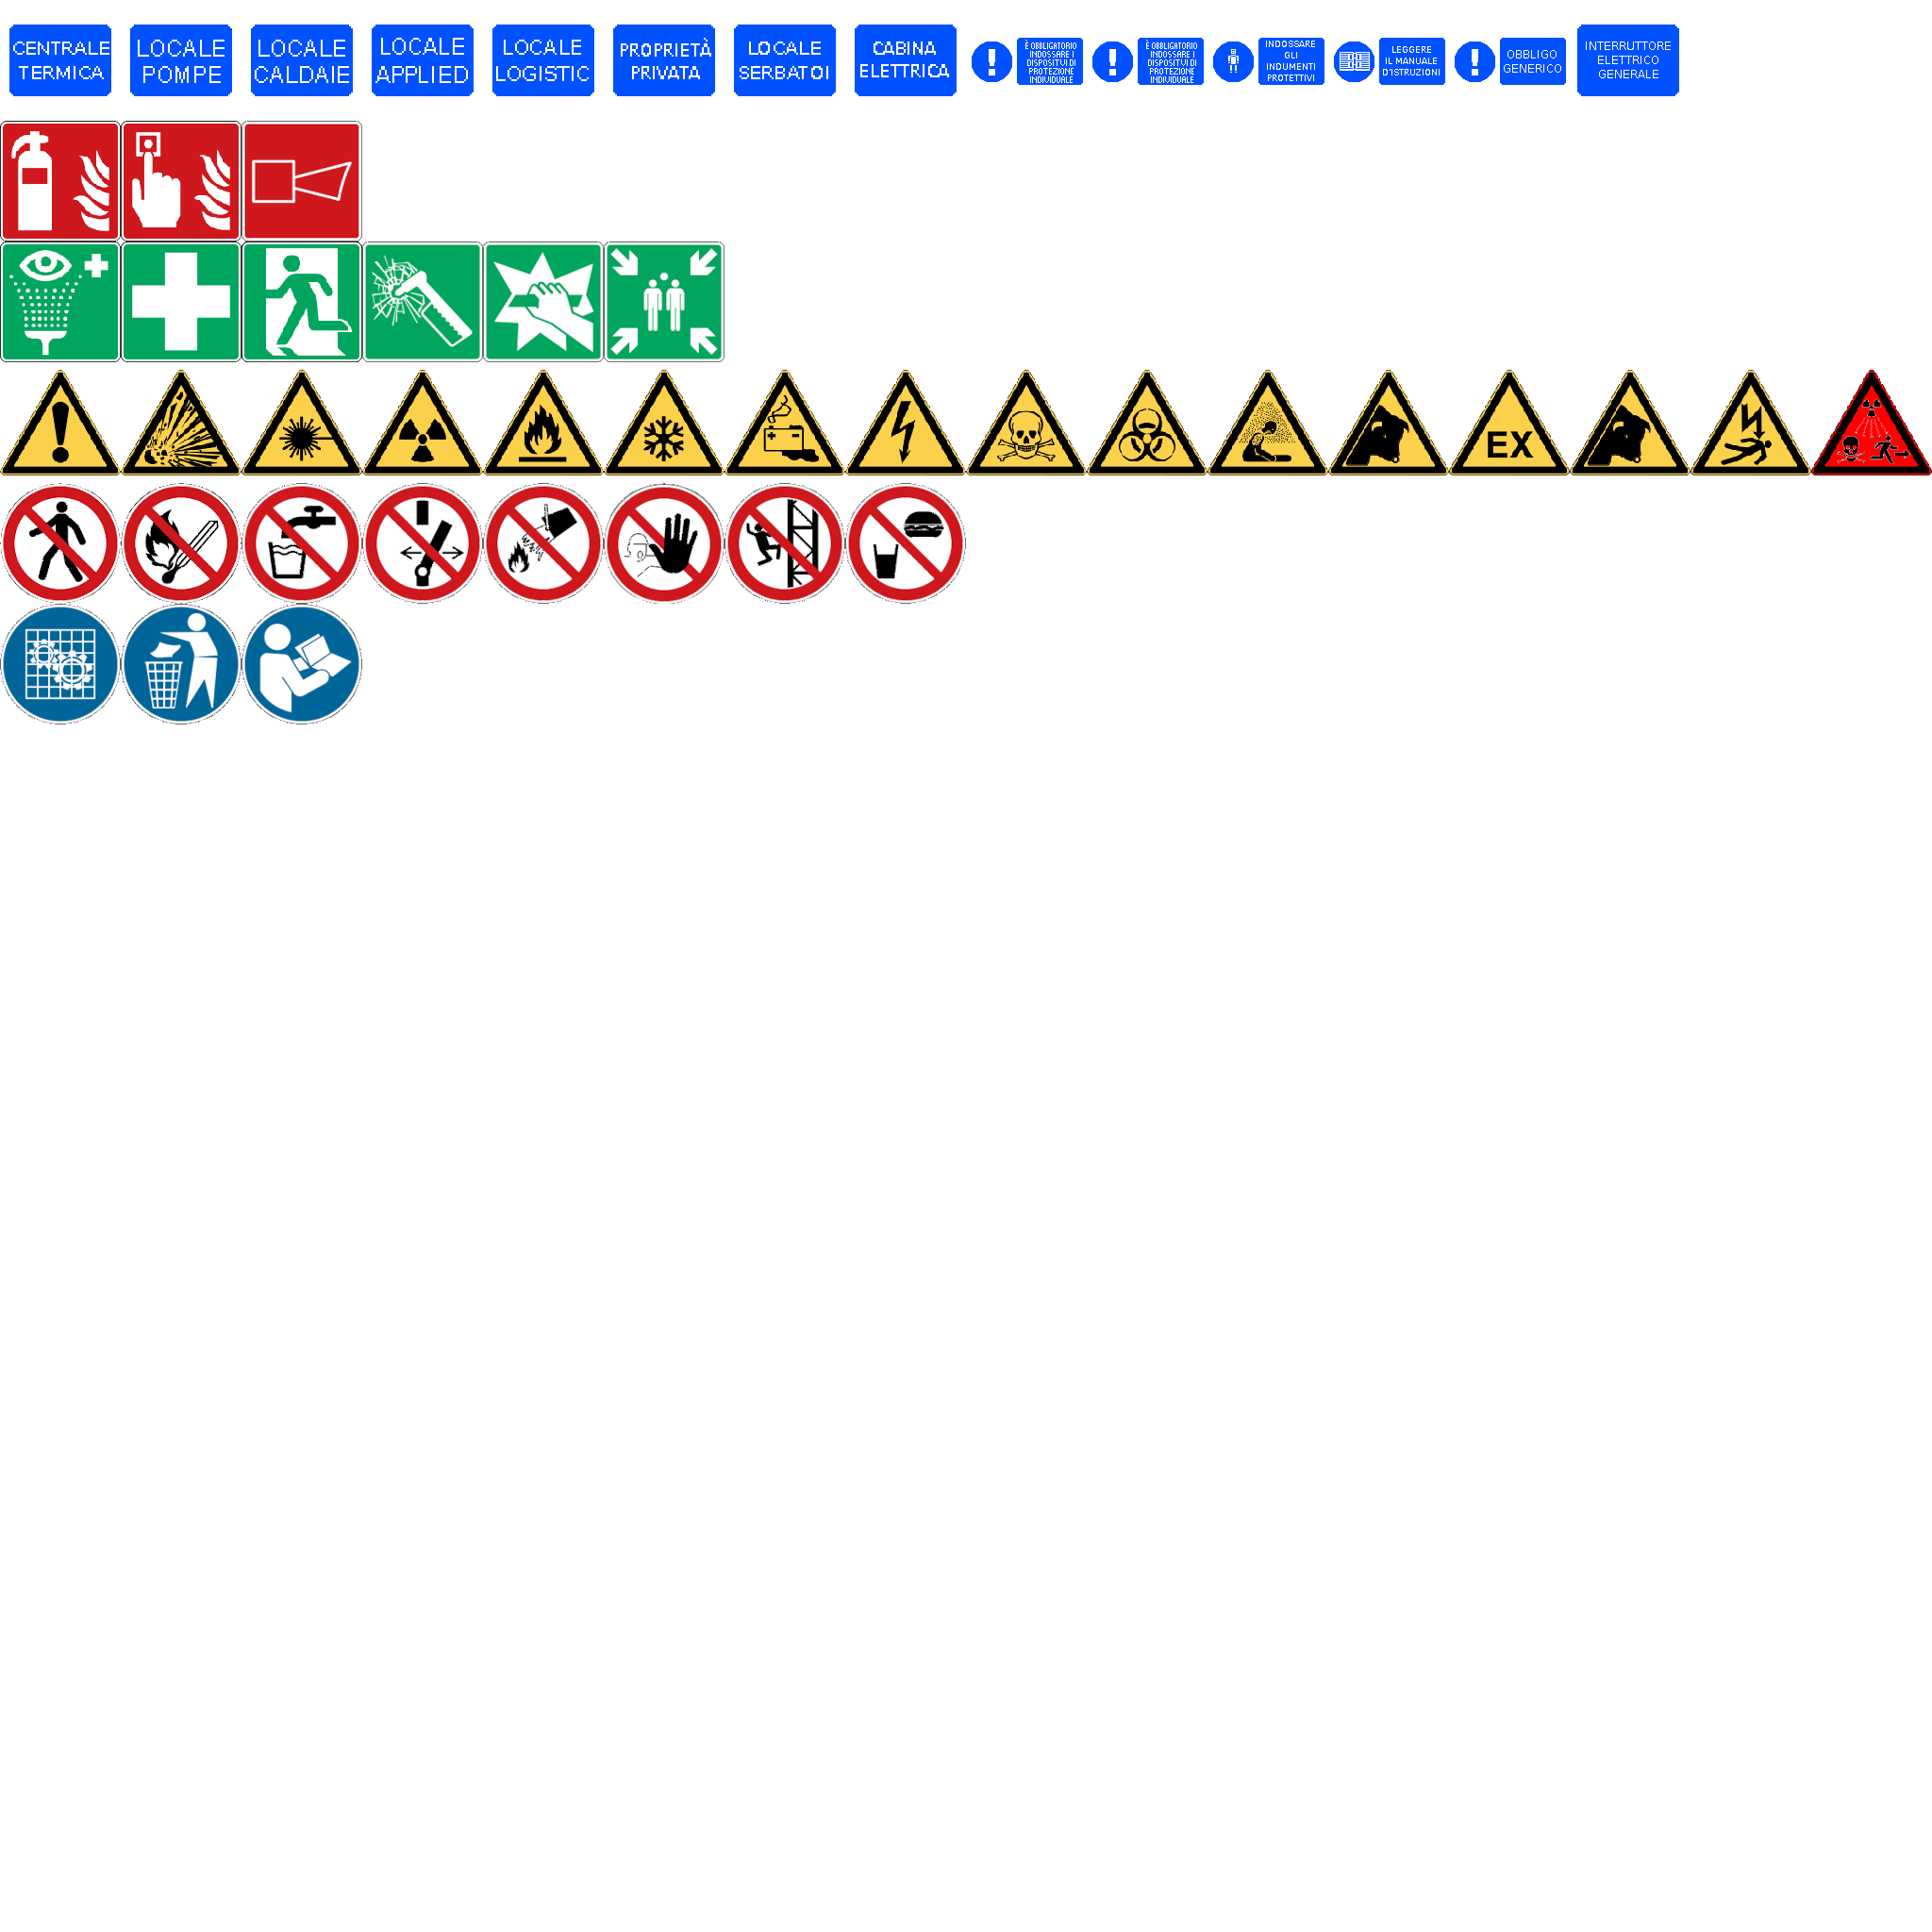 CENTRALE
TERMICA
LOCALE
POMPE
LOCALE
CALDAIE
LOCALE
APPLIED
LOCALE
LOGISTIC
PROPRIETÀ
PRIVATA
LOCALE
SERBATOI
CABINA
ELETTRICA
È OBBLIGATORIO
INDOSSARE I
DISPOSITVI DI
PROTEZIONE
INDIVIDUALE
È OBBLIGATORIO
INDOSSARE I
DISPOSITVI DI
PROTEZIONE
INDIVIDUALE
INDOSSARE
GLI
INDUMENTI
PROTETTIVI
LEGGERE
IL MANUALE
D'ISTRUZIONI
OBBLIGO
GENERICO
INTERRUTTORE
ELETTRICO
GENERALE
EX